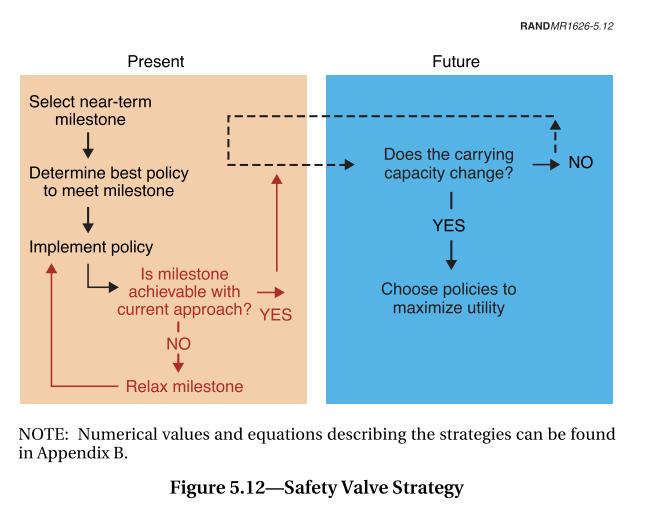 RANDMR1626-5.12
Present
Future
Select near-term
milestone
Determine best policy
to meet milestone
Implement policy
Is milestone
achievable with
current approach?
YES
NO
Relax milestone
Does the carrying
capacity change?
NO
YES
Choose policies to
maximize utility
NOTE: Numerical values and equations describing the strategies can be found
in Appendix B.
Figure 5.12—Safety Valve Strategy